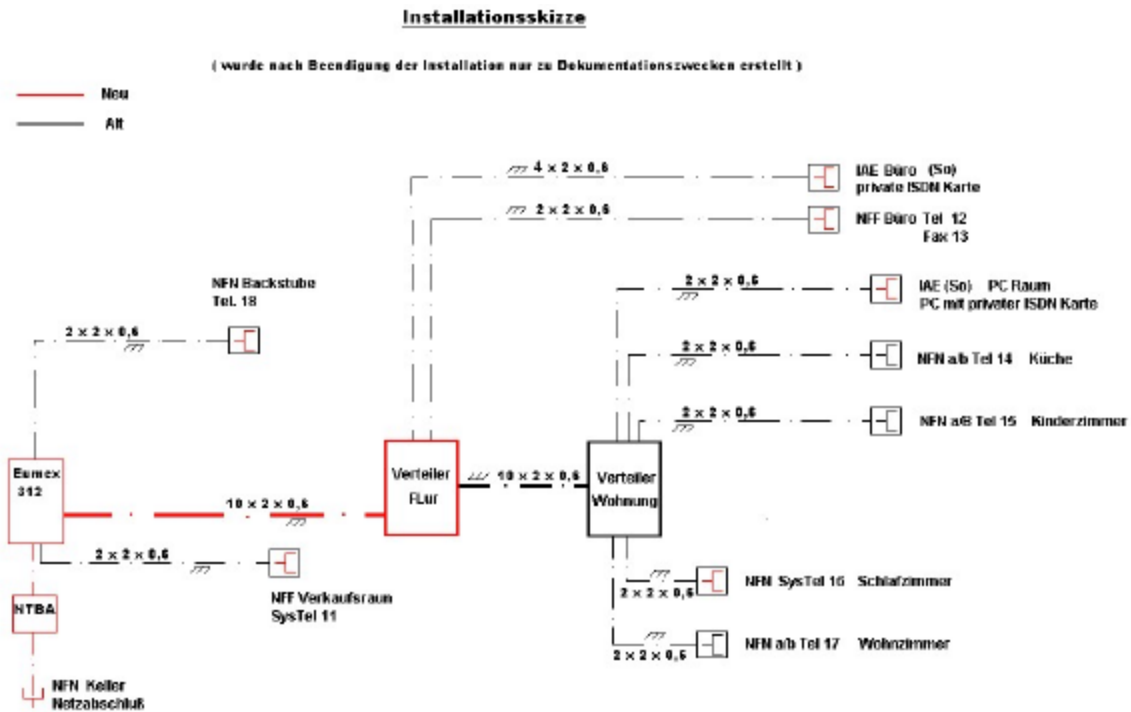 Installationsskizze
( wurde nach Beendigung der Installation nur zu Dokumentationszwecken erstellt )
Neu
Alt
4 x 2 x 0,6
IAE Büro (So)
private ISDN Karte
2 x 2 x 0,6
NFF Büro Tel 12
Fax 13
NFN Backstube
Tel. 18
2 x 2 x 0,6
2 x 2 x 0,6
IAE (So) PC Raum
PC mit privater ISDN Karte
2 x 2 x 0,6
NFN a/b Tel 14 Küche
2 x 2 x 0,6
NFN a/B Tel 15 Kinderzimmer
Eumex
312
10 x 2 x 0,6
Verteiler
FLur
10 x 2 x 0,6
Verteiler
Wohnung
2 x 2 x 0,6
NFF Verkaufsraum
SysTel 11
2 x 2 x 0,6
NFN SysTel 16 Schlafzimmer
2 x 2 x 0,6
NFN a/b Tel 17 Wohnzimmer
NTBA
NFN Keller
Netzabschluß